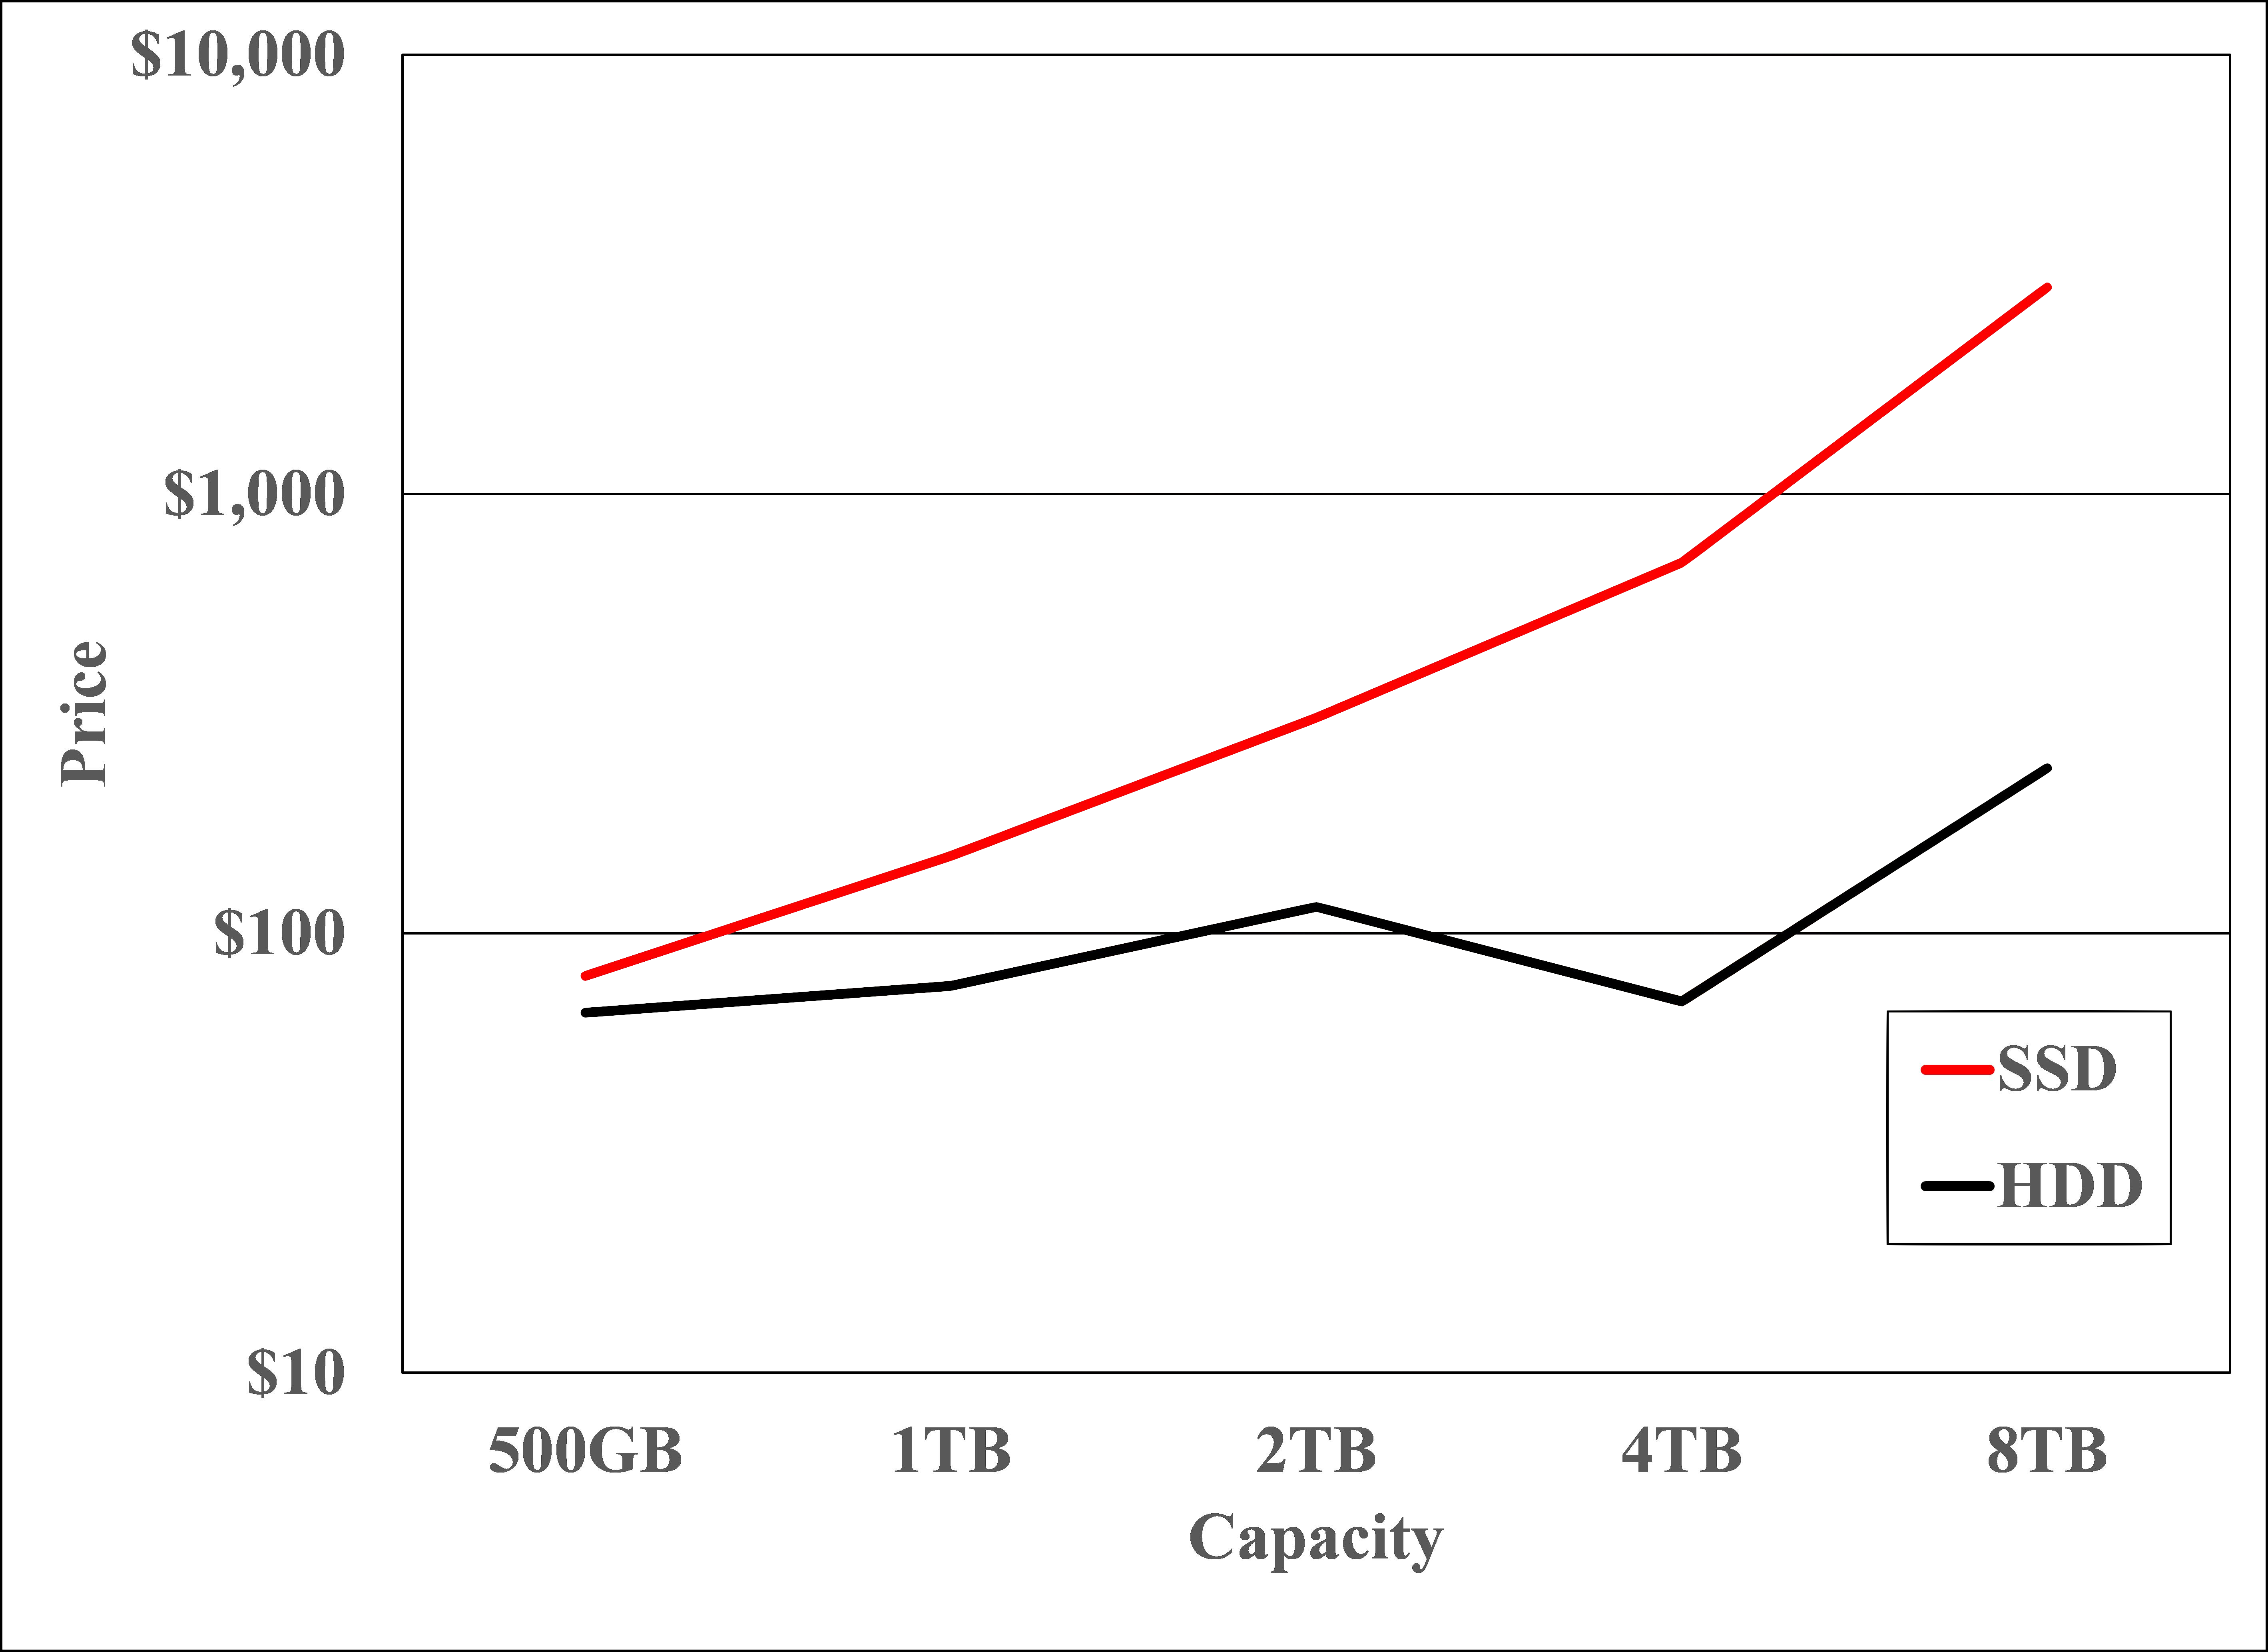 $10,000
$1,000
$100
$10
Price
500GB 1TB 2TB 4TB 8TB
Capacity
SSD
HDD